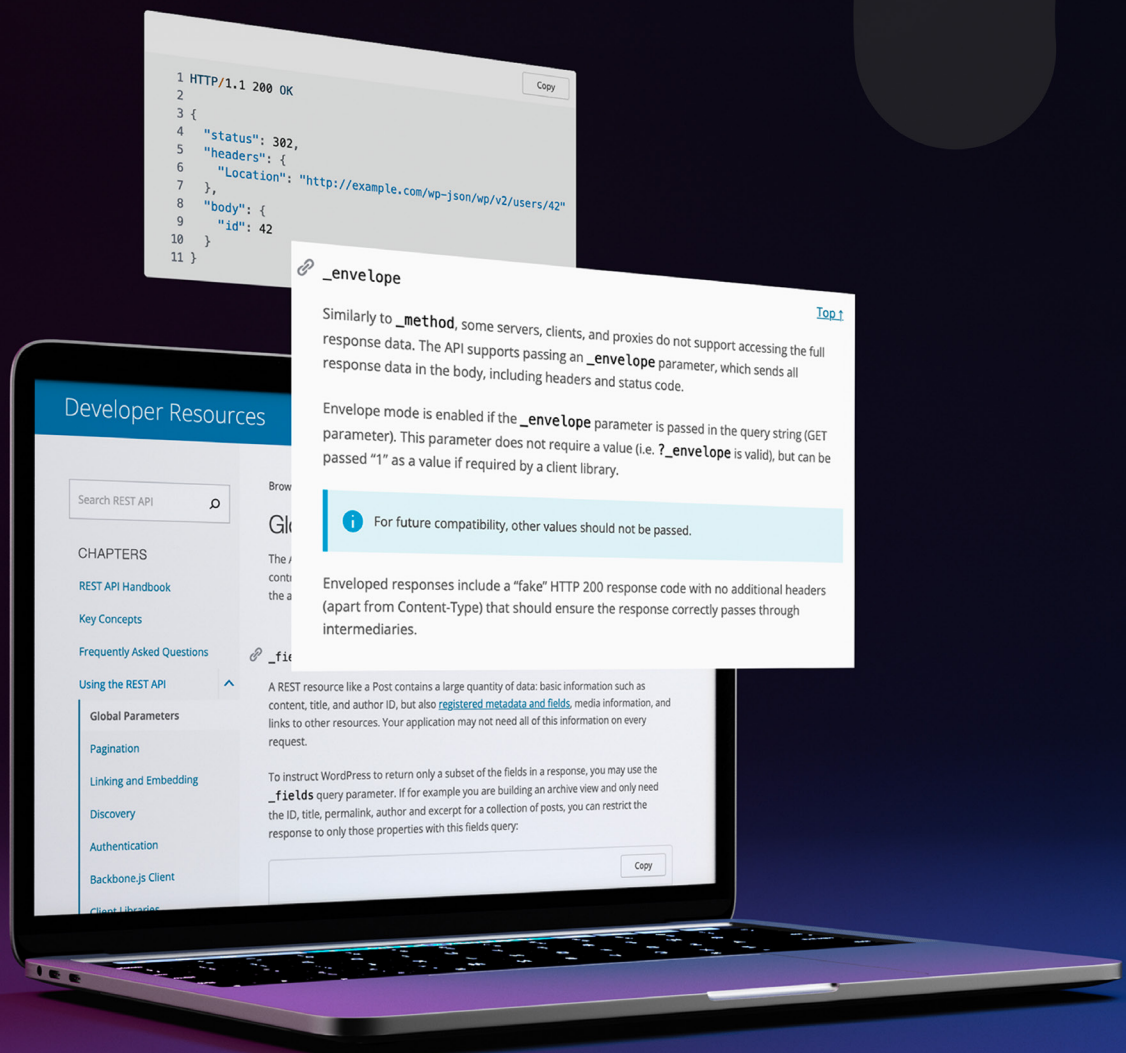 Copy
1 HTTP/1.1 200 OK
2
3 {
4 "status": 302,
5 "headers": {
6 "Location": "http://example.com/wp-json/wp/v2/users/42"
7 },
8 "body": {
9 "id": 42
10 }
11 }
_envelope
Top ↑
Similarly to _method, some servers, clients, and proxies do not support accessing the full
response data. The API supports passing an _envelope parameter, which sends all
response data in the body, including headers and status code.
Envelope mode is enabled if the _envelope parameter is passed in the query string (GET
parameter). This parameter does not require a value (i.e. ?_envelope is valid), but can be
passed “1” as a value if required by a client library.
For future compatibility, other values should not be passed.
Enveloped responses include a “fake” HTTP 200 response code with no additional headers
(apart from Content-Type) that should ensure the response correctly passes through
intermediaries.
Developer Resources
Search REST API
CHAPTERS
REST API Handbook
Key Concepts
Frequently Asked Questions
Using the REST API
Global Parameters
Pagination
Linking and Embedding
Discovery
Authentication
Backbone.js Client
Client Libraries
Brow
Glo
The A
cont
the a
_fie
A REST resource like a Post contains a large quantity of data: basic information such as
content, title, and author ID, but also registered metadata and fields, media information, and
links to other resources. Your application may not need all of this information on every
request.
To instruct WordPress to return only a subset of the fields in a response, you may use the
_fields query parameter. If for example you are building an archive view and only need
the ID, title, permalink, author and excerpt for a collection of posts, you can restrict the
response to only those properties with this fields query:
Copy